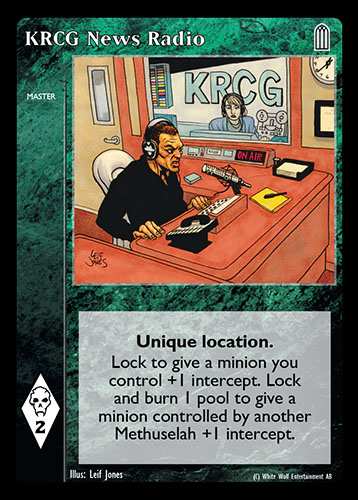 KRCG News Radio
MASTER
KRCG
ON AIR
LEIF
JONES
Unique location.
Lock to give a minion you
control +1 intercept. Lock
and burn 1 pool to give a
minion controlled by another
Methuselah +1 intercept.
2
Illus: Leif Jones
(C) White Wolf Entertainment AB